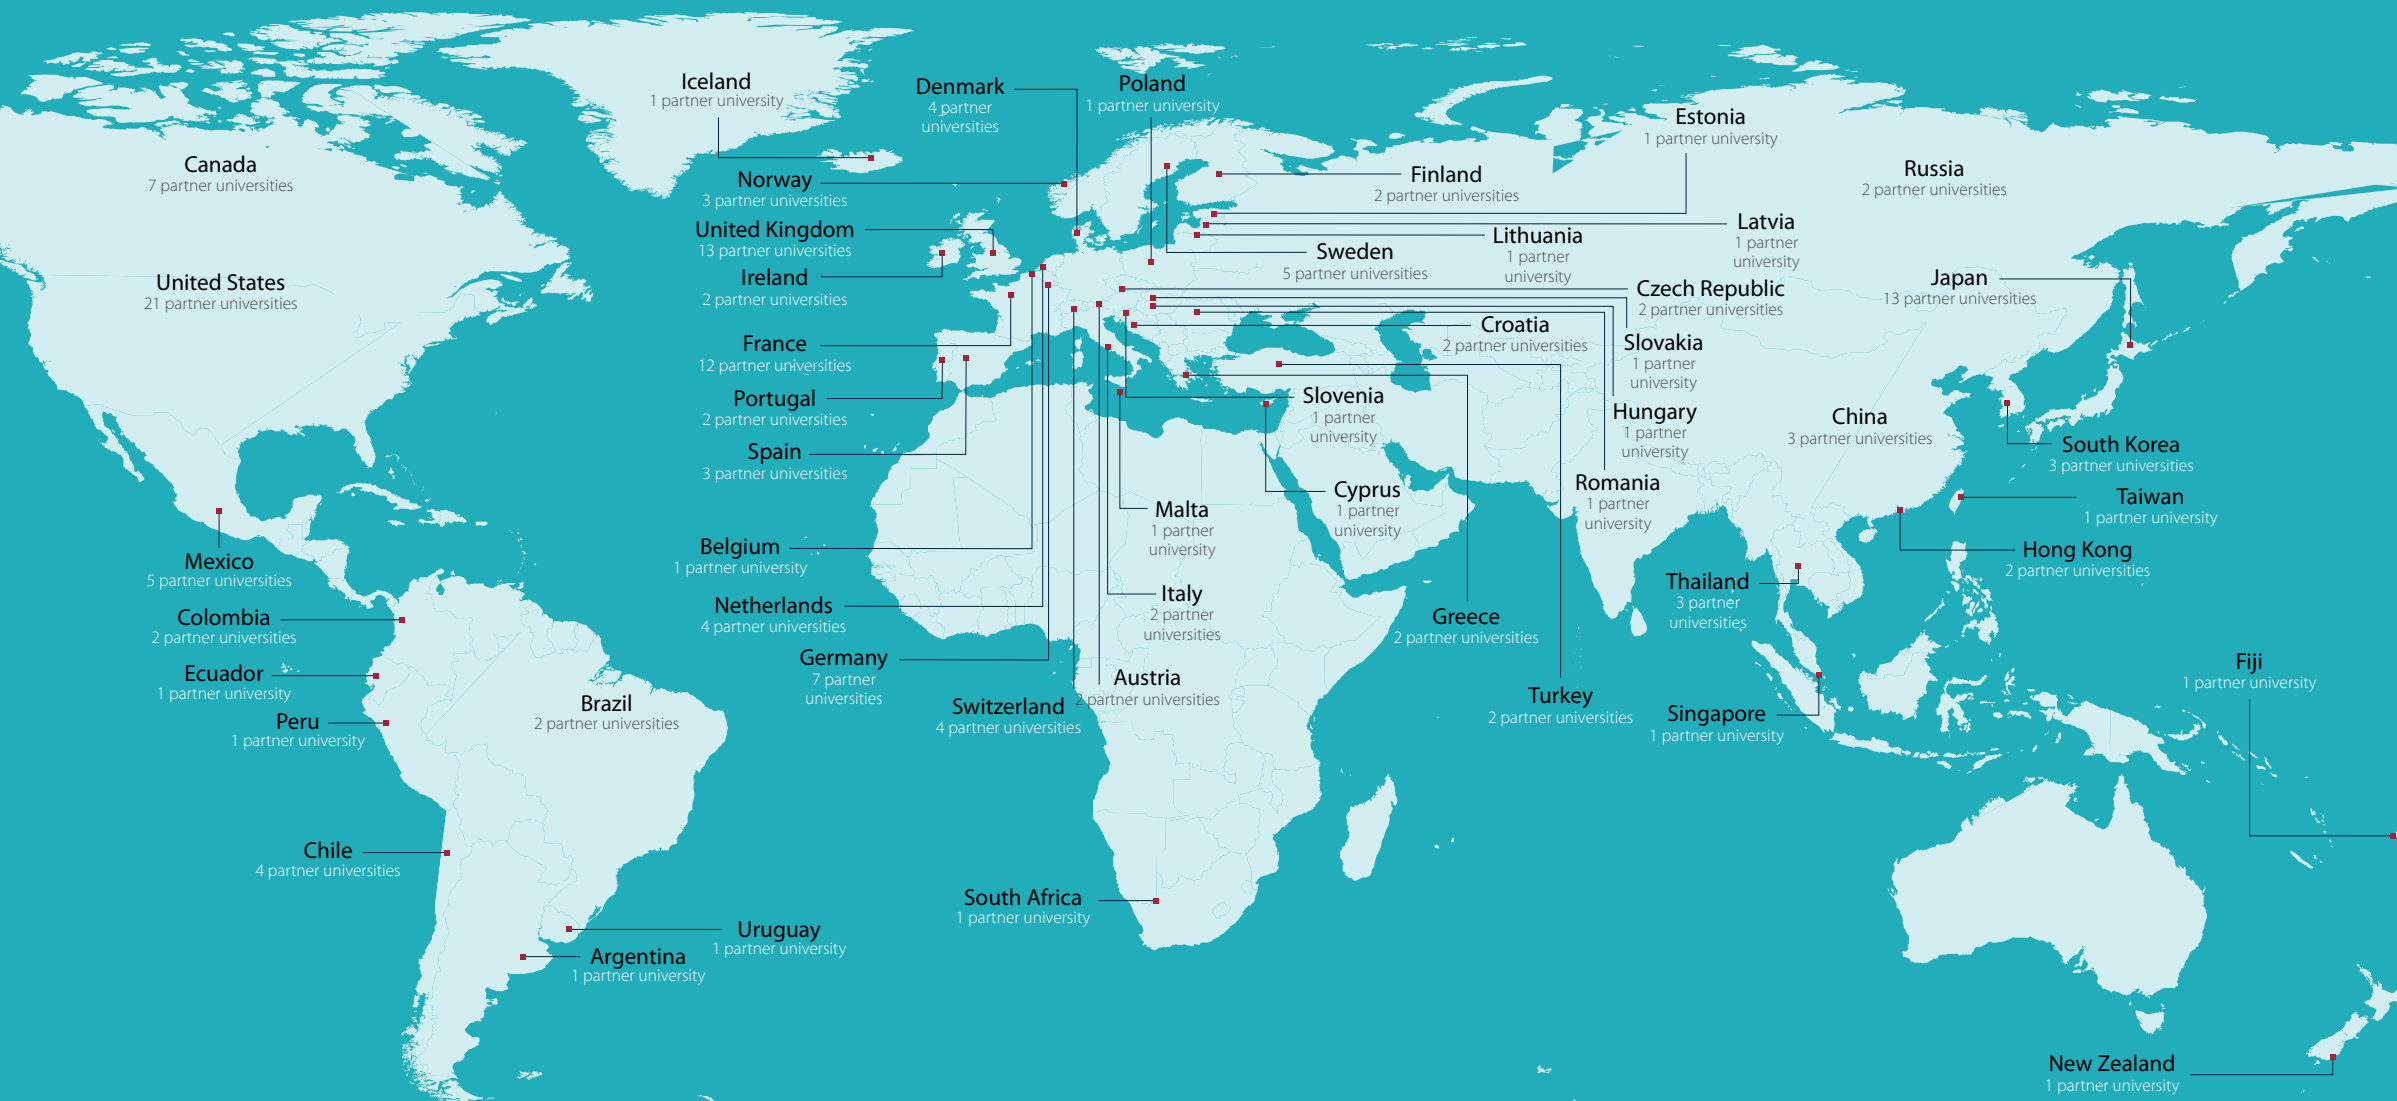 Iceland
1 partner university
Denmark
4 partner
universities
Poland
1 partner university
Estonia
1 partner university
Canada
7 partner universities
Norway
3 partner universities
Finland
2 partner universities
Russia
2 partner universities
United Kingdom
13 partner universities
Latvia
1 partner
university
Lithuania
1 partner
university
Sweden
5 partner universities
United States
21 partner universities
Ireland
2 partner universities
Japan
13 partner universities
Czech Republic
2 partner universities
Croatia
2 partner universities
France
12 partner universities
Slovakia
1 partner
university
Portugal
2 partner universities
Slovenia
1 partner
university
Hungary
1 partner
university
China
3 partner universities
South Korea
3 partner universities
Spain
3 partner universities
Romania
1 partner
university
Cyprus
1 partner
university
Taiwan
1 partner university
Malta
1 partner
university
Belgium
1 partner university
Hong Kong
2 partner universities
Mexico
5 partner universities
Thailand
3 partner
universities
Italy
2 partner
universities
Netherlands
4 partner universities
Colombia
2 partner universities
Greece
2 partner universities
Germany
7 partner
universities
Fiji
1 partner university
Ecuador
1 partner university
Austria
2 partner universities
Turkey
2 partner universities
Brazil
2 partner universities
Switzerland
4 partner universities
Singapore
1 partner university
Peru
1 partner university
Chile
4 partner universities
South Africa
1 partner university
Uruguay
1 partner university
Argentina
1 partner university
New Zealand
1 partner university